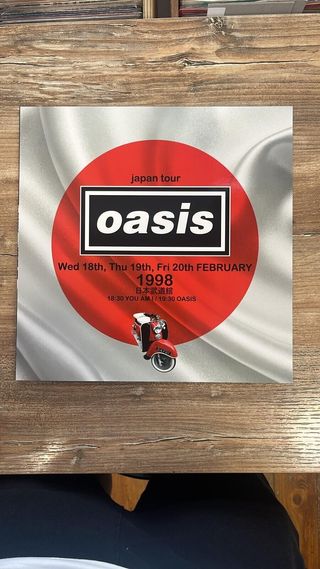 japan tour
oasis
Wed 18th, Thu 19th, Fri 20th FEBRUARY
1998
日本武道館
18:30 YOU AM I / 19:30 OASIS